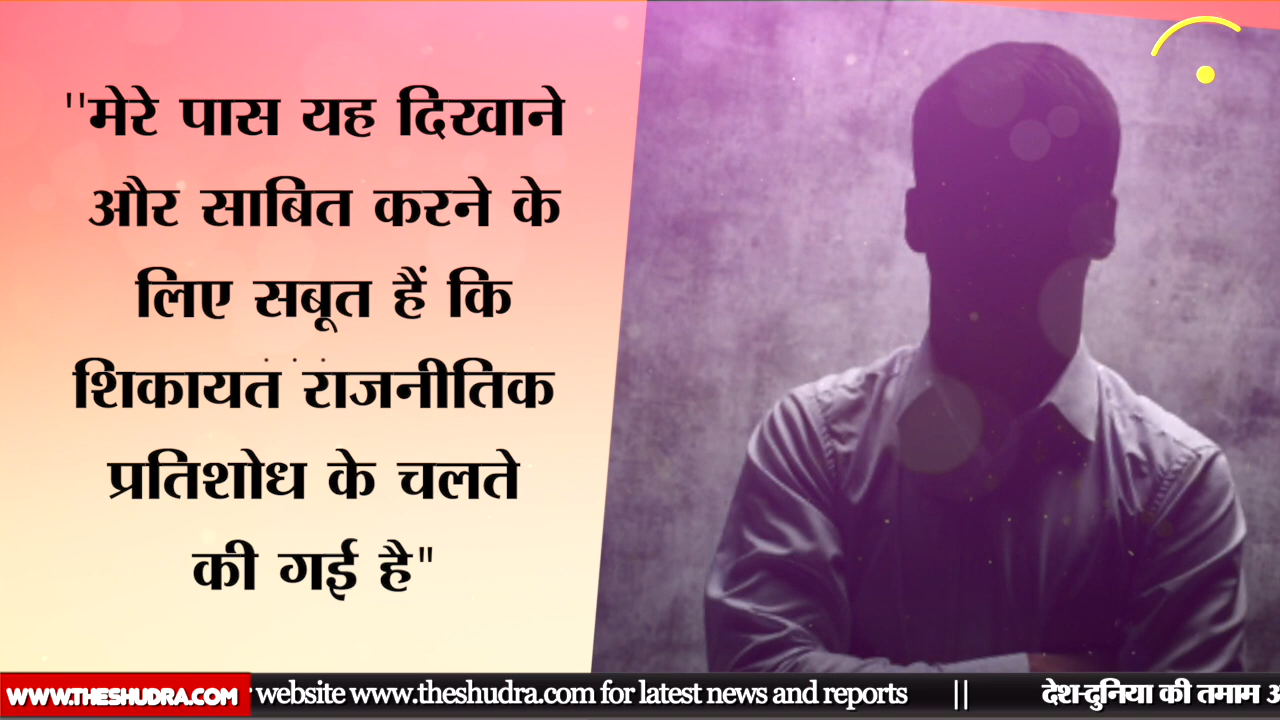 "मेरे पास यह दिखाने
और साबित करने के
लिए सबूत हैं कि
शिकायत राजनीतिक
प्रतिशोध के चलते
की गई है"
WWW.THESHUDRA.COM
website www.theshudra.com for latest news and reports || देश-दुनिया की तमाम